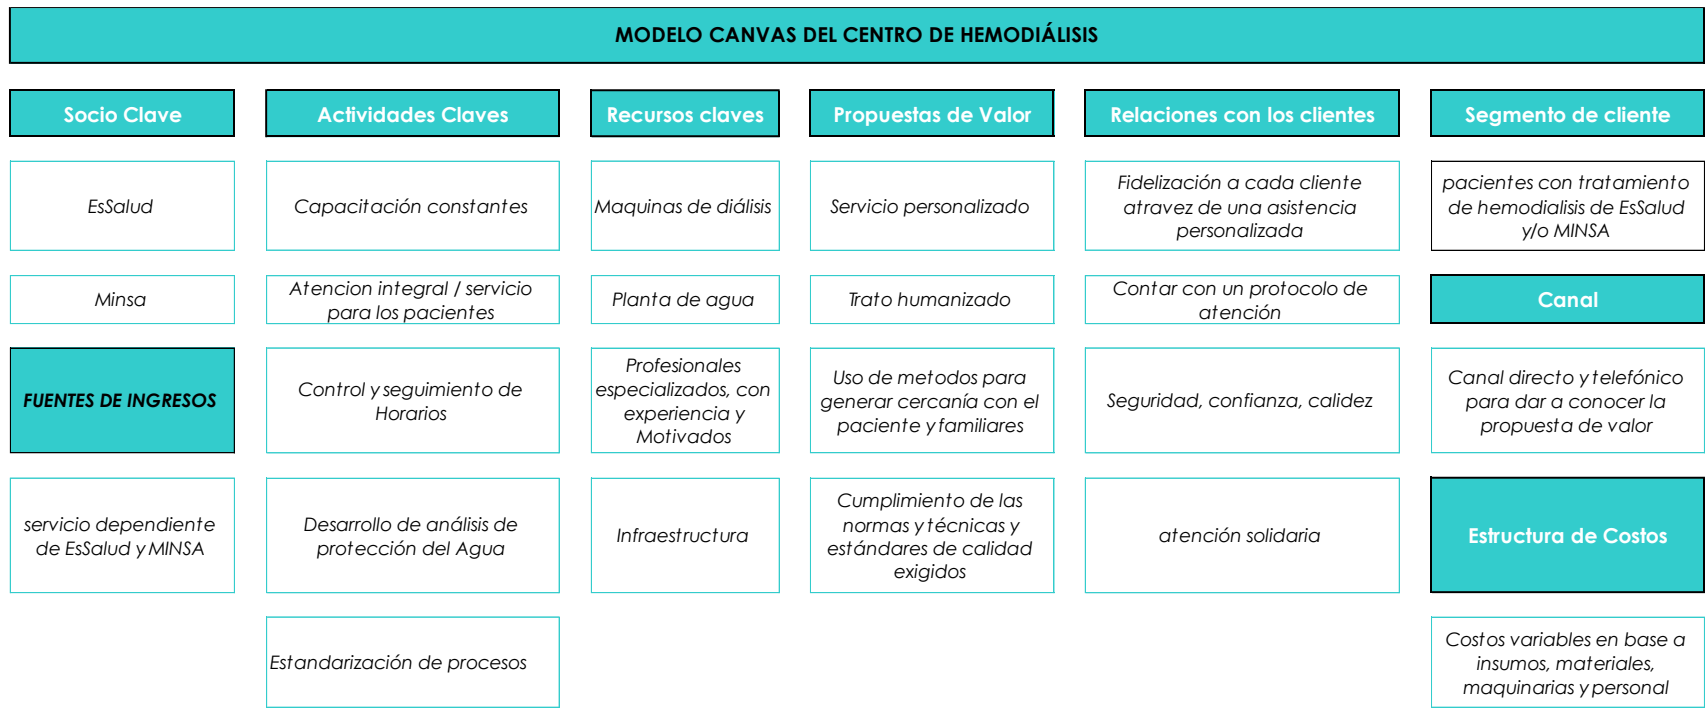 MODELO CANVAS DEL CENTRO DE HEMODIÁLISIS
Socio Clave
EsSalud
Minsa
FUENTES DE INGRESOS
servicio dependiente
de EsSalud y MINSA
Actividades Claves
Capacitación constantes
Atencion integral / servicio
para los pacientes
Control y seguimiento de
Horarios
Desarrollo de análisis de
protección del Agua
Estandarización de procesos
Recursos claves
Maquinas de diálisis
Planta de agua
Profesionales
especializados, con
experiencia y
Motivados
Infraestructura
Propuestas de Valor
Servicio personalizado
Trato humanizado
Uso de metodos para
generar cercanía con el
paciente y familiares
Cumplimiento de las
normas y técnicas y
estándares de calidad
exigidos
Relaciones con los clientes
Fidelización a cada cliente
atravez de una asistencia
personalizada
Contar con un protocolo de
atención
Seguridad, confianza, calidez
atención solidaria
Segmento de cliente
pacientes con tratamiento
de hemodialisis de EsSalud
y/o MINSA
Canal
Canal directo y telefónico
para dar a conocer la
propuesta de valor
Estructura de Costos
Costos variables en base a
insumos, materiales,
maquinarias y personal